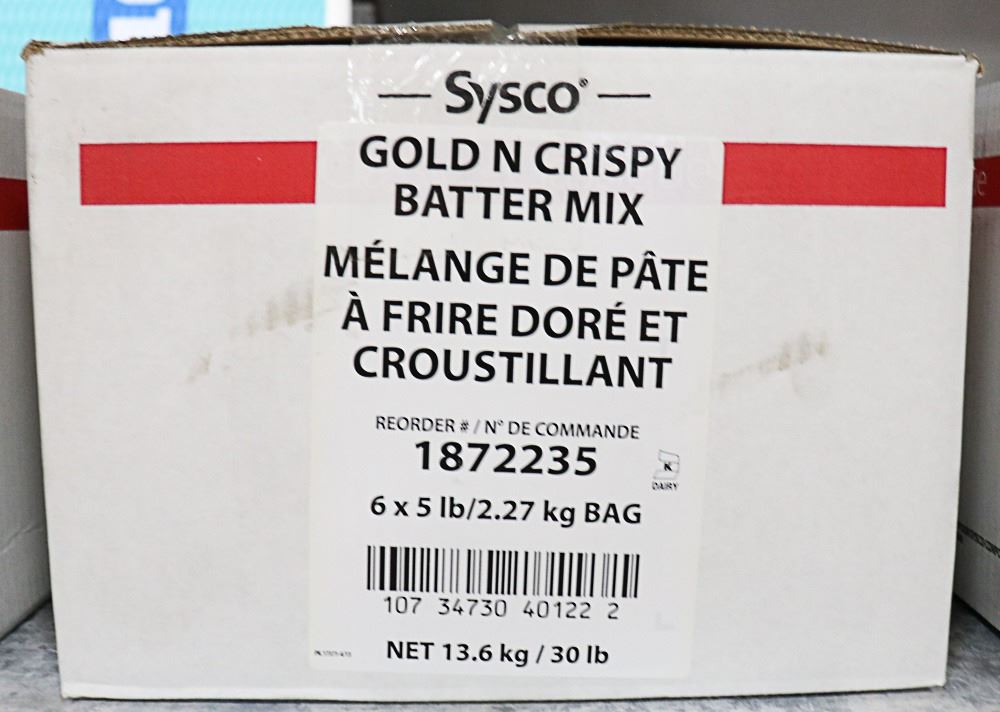 Sysco®
GOLD N CRISPY
BATTER MIX
MÉLANGE DE PÂTE
À FRIRE DORÉ ET
CROUSTILLANT
REORDER # / N° DE COMMANDE
1872235
K
DAIRY
6 x 5 lb/2.27 kg BAG
107 34730 40122 2
NET 13.6 kg / 30 lb